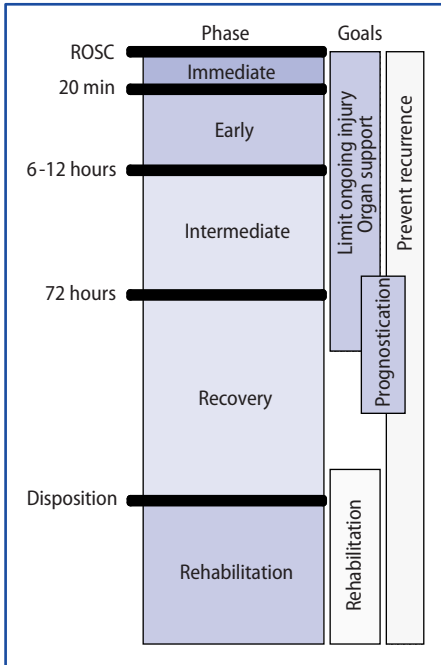 Phase
Goals
ROSC
Immediate
20 min
Early
6-12 hours
Intermediate
72 hours
Recovery
Disposition
Rehabilitation
Limit ongoing injury
Organ support
Prevent recurrence
Prognostication
Rehabilitation